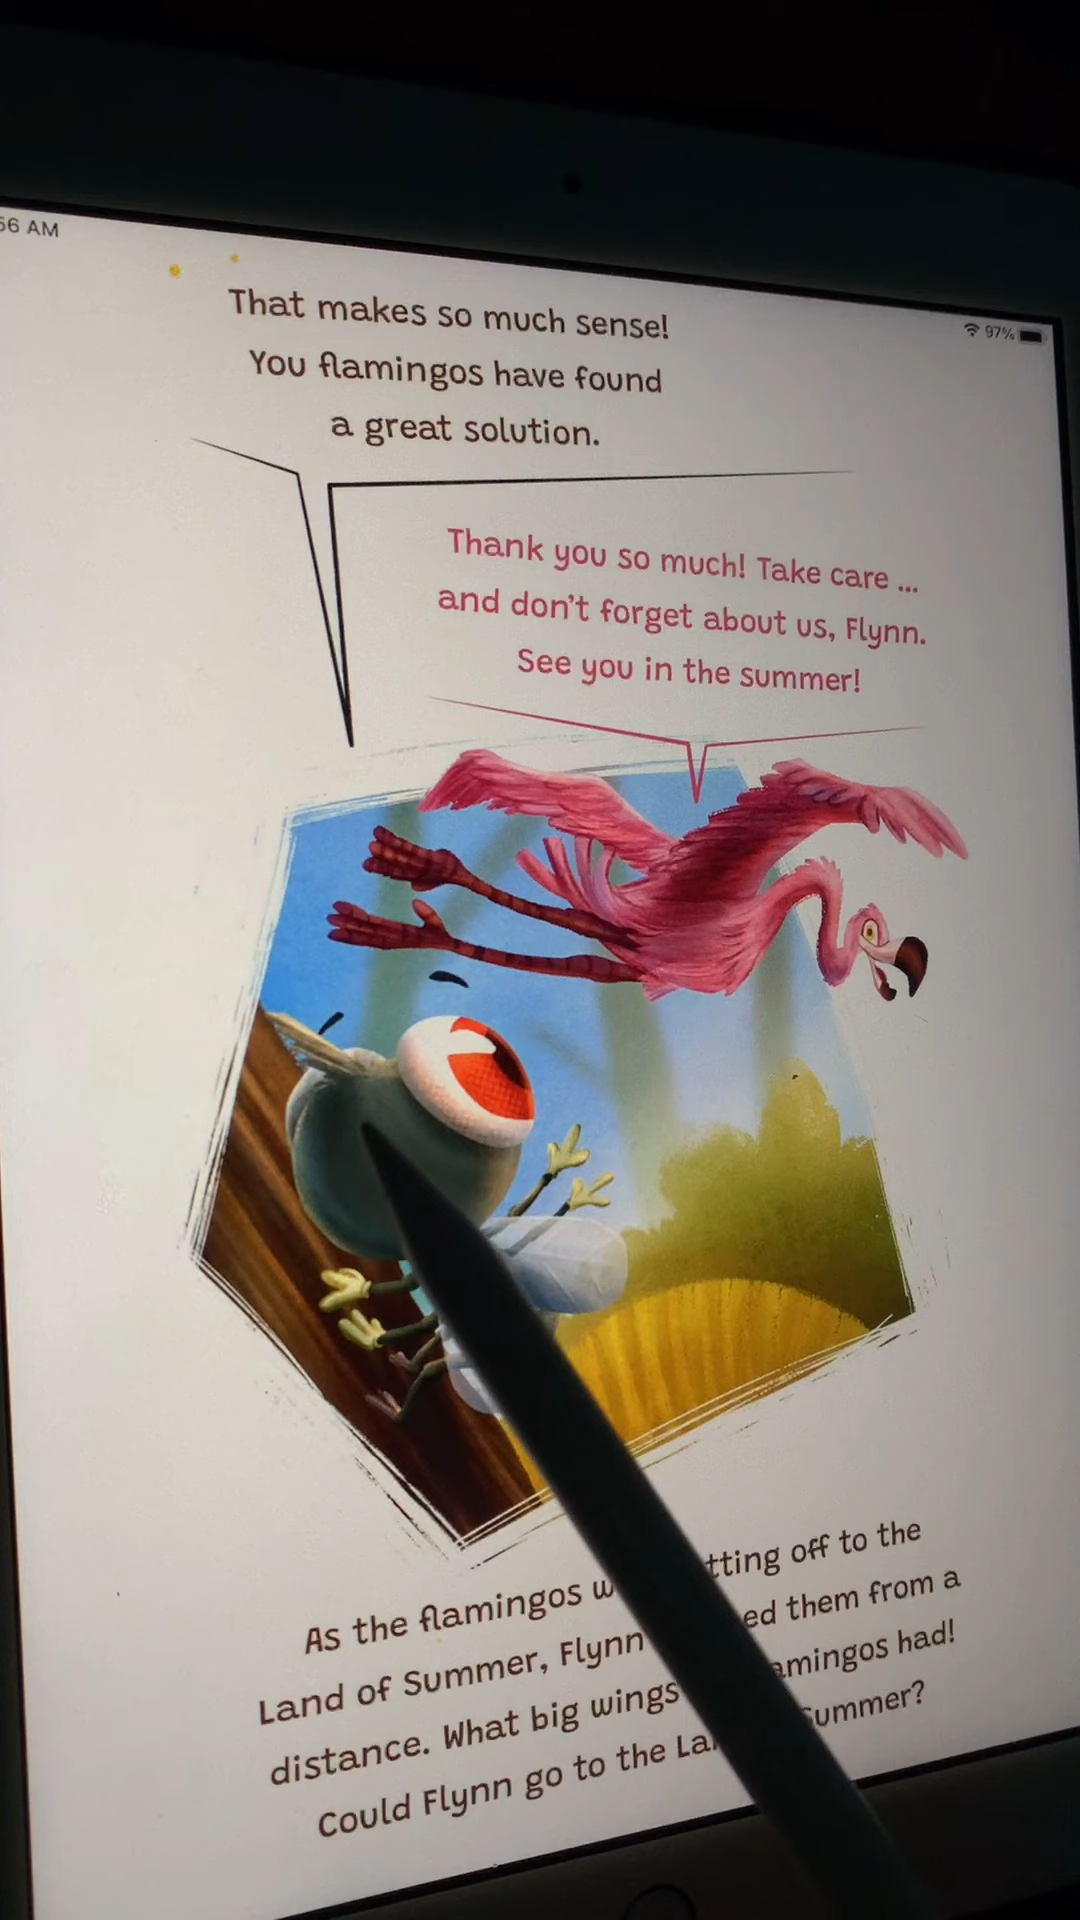 56 AM
97%
That makes so much sense!
You flamingos have found
a great solution.
Thank you so much! Take care ...
and don't forget about us, Flynn.
See you in the summer!
As the flamingos w tting off to the
Land of Summer, Flynn ed them from a
distance. What big wings amingos had!
Could Flynn go to the La ummer?